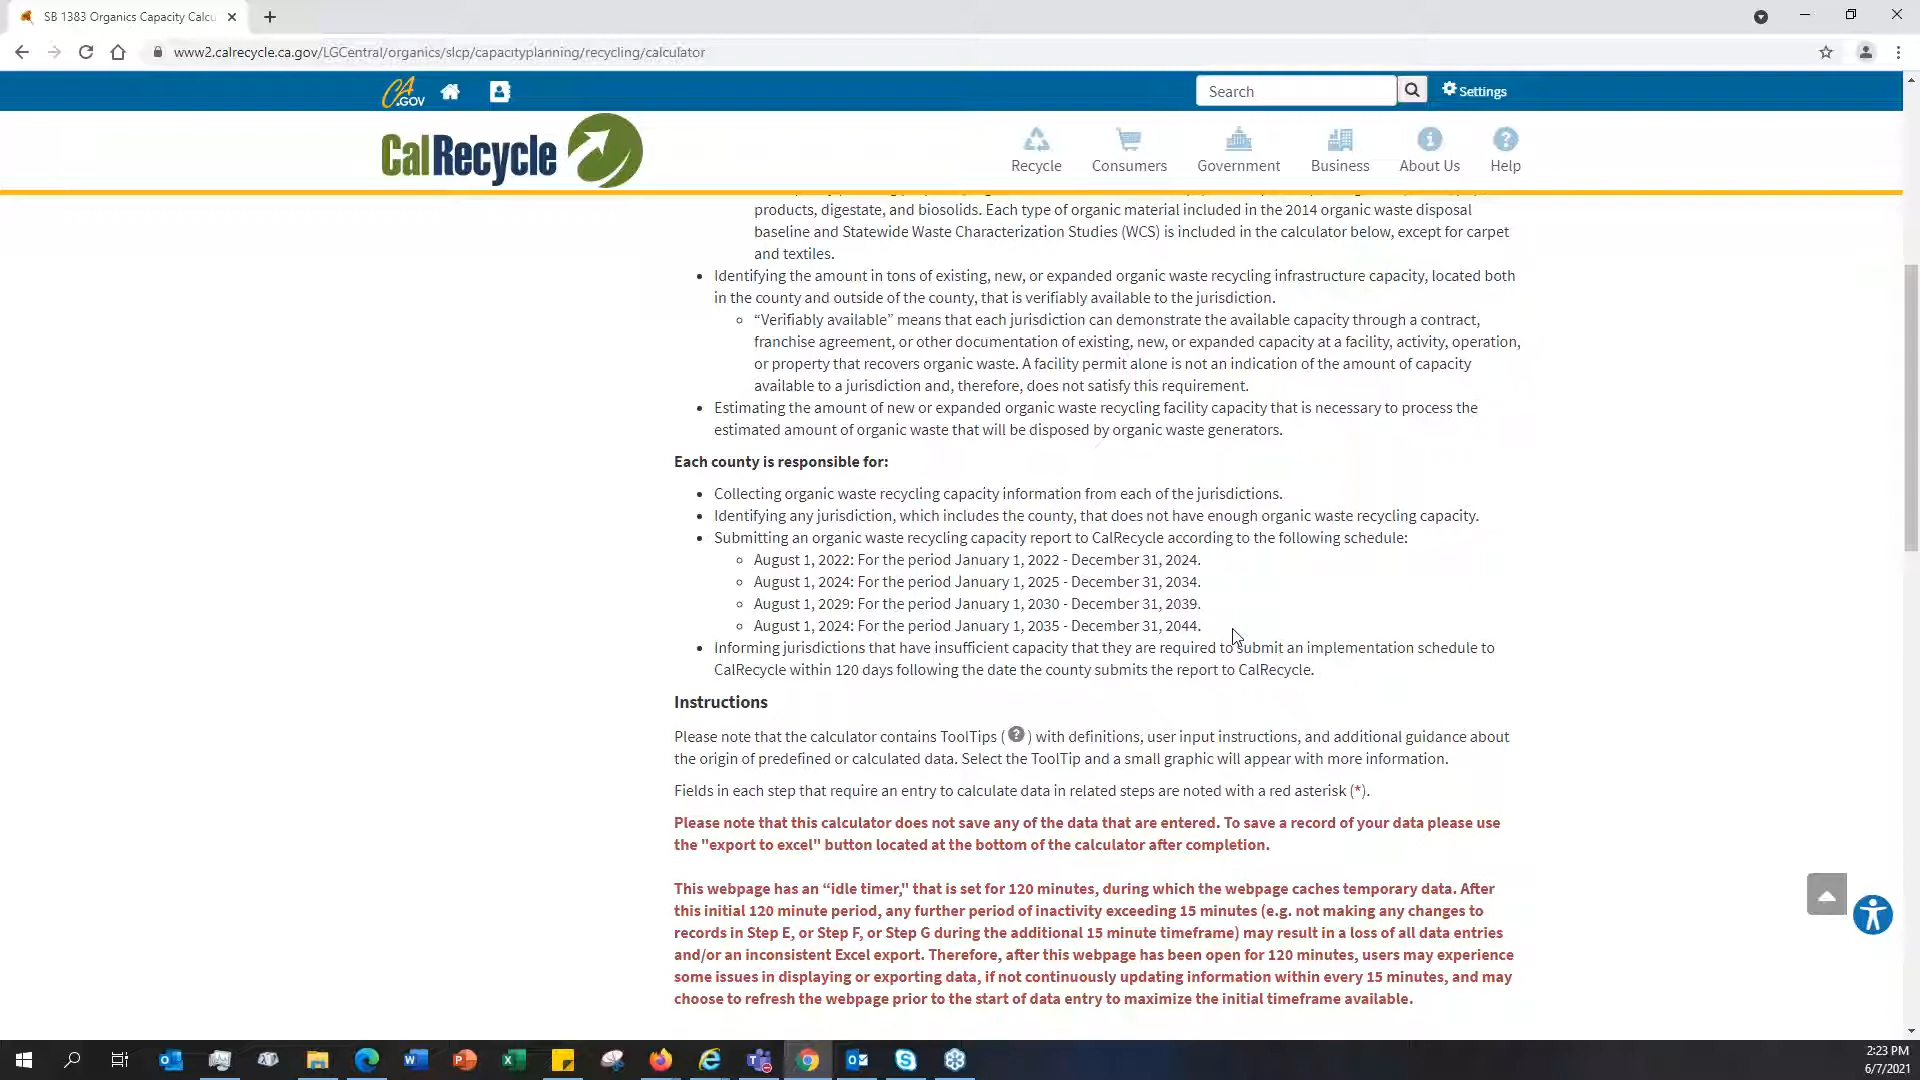 SB 1383 Organics Capacity Calcu
www2.calrecycle.ca.gov/LGCentral/organics/slcp/capacityplanning/recycling/calculator
CA.GOV
Search
Settings
CalRecycle
Recycle
Consumers
Government
Business
About Us
Help
products, digestate, and biosolids. Each type of organic material included in the 2014 organic waste disposal
baseline and Statewide Waste Characterization Studies (WCS) is included in the calculator below, except for carpet
and textiles.
• Identifying the amount in tons of existing, new, or expanded organic waste recycling infrastructure capacity, located both
in the county and outside of the county, that is verifiably available to the jurisdiction.
○ “Verifiably available” means that each jurisdiction can demonstrate the available capacity through a contract,
franchise agreement, or other documentation of existing, new, or expanded capacity at a facility, activity, operation,
or property that recovers organic waste. A facility permit alone is not an indication of the amount of capacity
available to a jurisdiction and, therefore, does not satisfy this requirement.
• Estimating the amount of new or expanded organic waste recycling facility capacity that is necessary to process the
estimated amount of organic waste that will be disposed by organic waste generators.
Each county is responsible for:
• Collecting organic waste recycling capacity information from each of the jurisdictions.
• Identifying any jurisdiction, which includes the county, that does not have enough organic waste recycling capacity.
• Submitting an organic waste recycling capacity report to CalRecycle according to the following schedule:
○ August 1, 2022: For the period January 1, 2022 - December 31, 2024.
○ August 1, 2024: For the period January 1, 2025 - December 31, 2034.
○ August 1, 2029: For the period January 1, 2030 - December 31, 2039.
○ August 1, 2024: For the period January 1, 2035 - December 31, 2044.
• Informing jurisdictions that have insufficient capacity that they are required to submit an implementation schedule to
CalRecycle within 120 days following the date the county submits the report to CalRecycle.
Instructions
Please note that the calculator contains ToolTips (?) with definitions, user input instructions, and additional guidance about
the origin of predefined or calculated data. Select the ToolTip and a small graphic will appear with more information.
Fields in each step that require an entry to calculate data in related steps are noted with a red asterisk (*).
Please note that this calculator does not save any of the data that are entered. To save a record of your data please use
the "export to excel" button located at the bottom of the calculator after completion.
This webpage has an “idle timer," that is set for 120 minutes, during which the webpage caches temporary data. After
this initial 120 minute period, any further period of inactivity exceeding 15 minutes (e.g. not making any changes to
records in Step E, or Step F, or Step G during the additional 15 minute timeframe) may result in a loss of all data entries
and/or an inconsistent Excel export. Therefore, after this webpage has been open for 120 minutes, users may experience
some issues in displaying or exporting data, if not continuously updating information within every 15 minutes, and may
choose to refresh the webpage prior to the start of data entry to maximize the initial timeframe available.
2:23 PM
6/7/2021